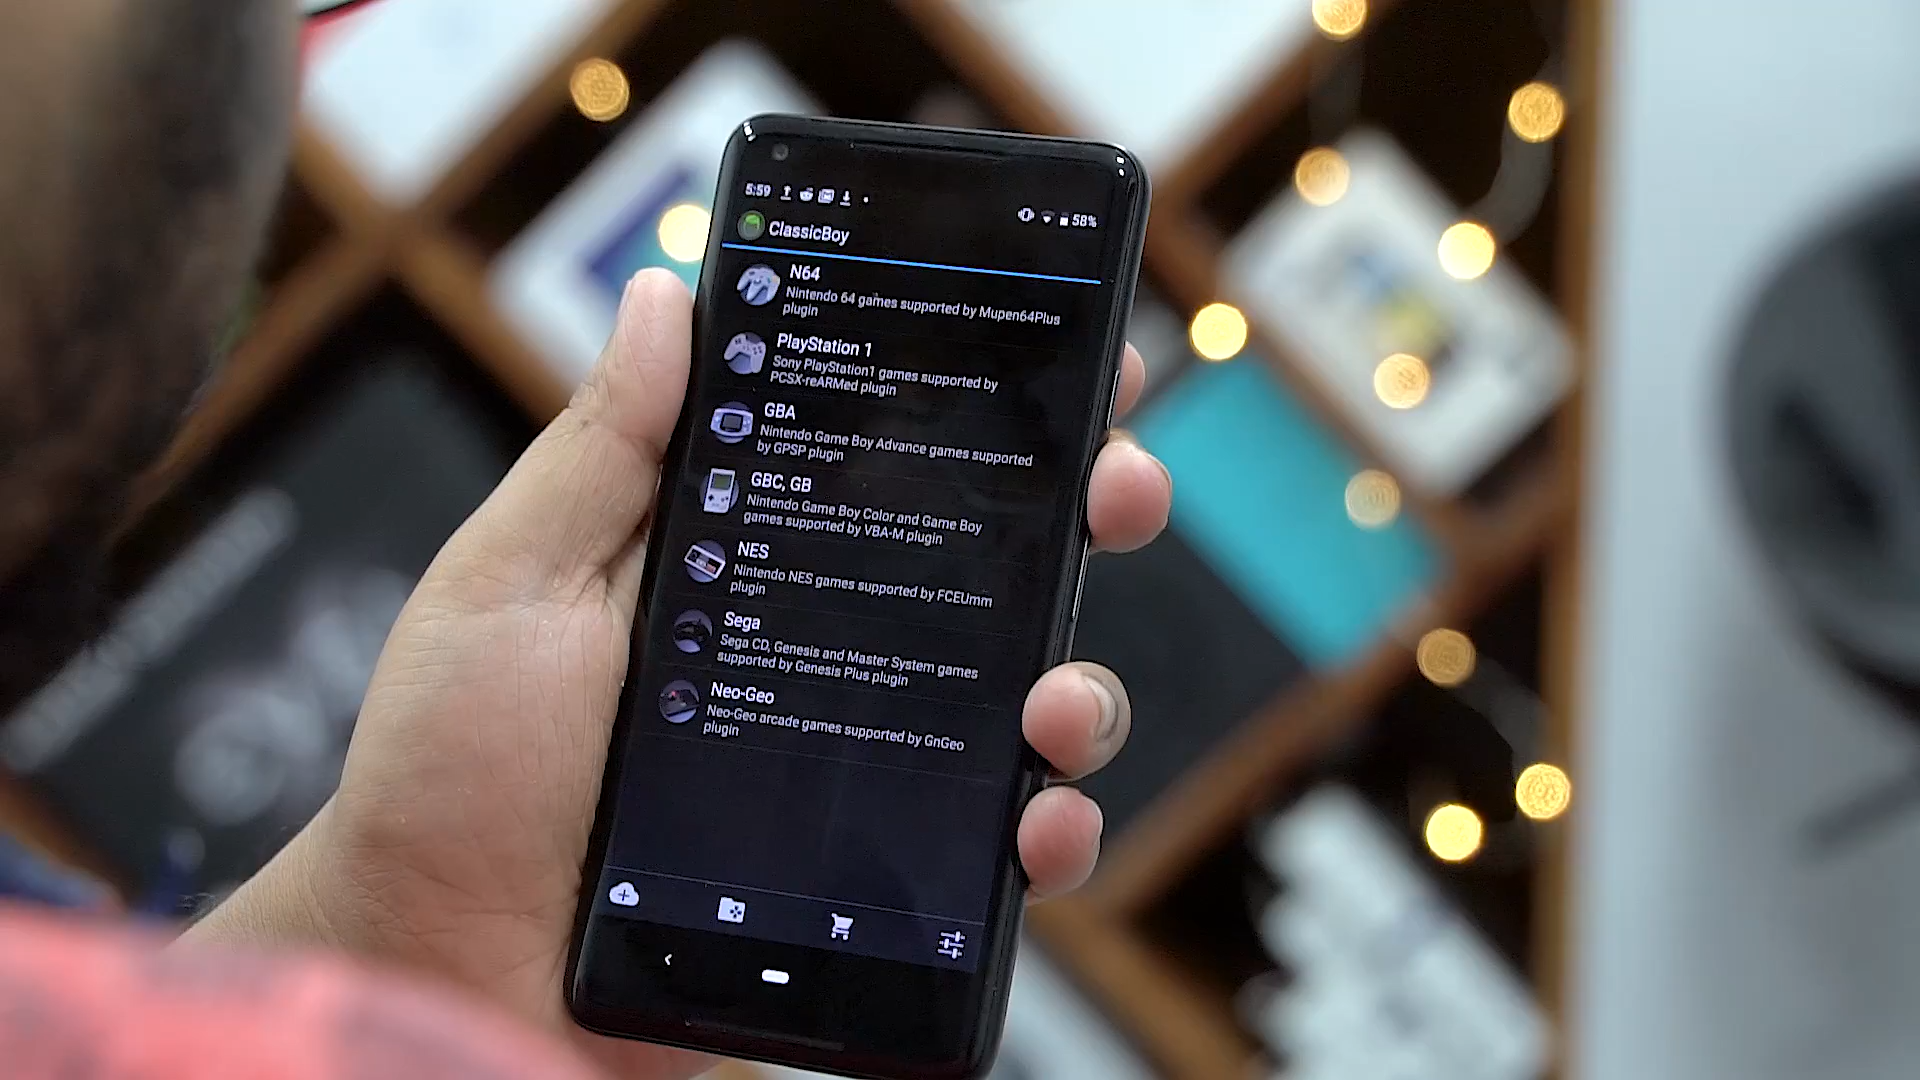 5:59
58%
ClassicBoy
N64
Nintendo 64 games supported by Mupen64Plus
plugin
PlayStation 1
Sony PlayStation1 games supported by
PCSX-reARMed plugin
GBA
Nintendo Game Boy Advance games supported
by GPSP plugin
GBC, GB
Nintendo Game Boy Color and Game Boy
games supported by VBA-M plugin
NES
Nintendo NES games supported by FCEUmm
plugin
Sega
Sega CD, Genesis and Master System games
supported by Genesis Plus plugin
Neo-Geo
Neo-Geo arcade games supported by GnGeo
plugin